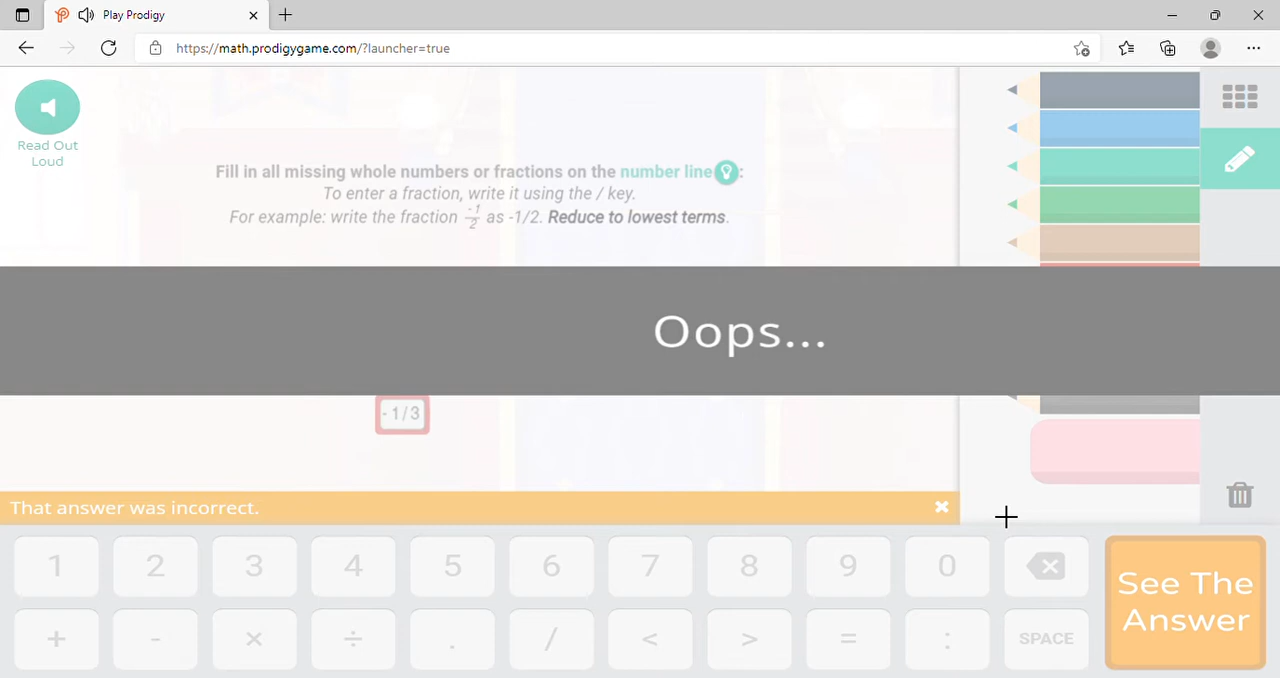 Play Prodigy
https://math.prodigygame.com/?launcher=true
Read Out
Loud
Fill in all missing whole numbers or fractions on the number line:
To enter a fraction, write it using the / key.
For example: write the fraction -1/2 as -1/2. Reduce to lowest terms.
Oops...
- 1/3
That answer was incorrect.
1 2 3 4 5 6 7 8 9 0
+ - × ÷ . / < > = : SPACE
See The
Answer